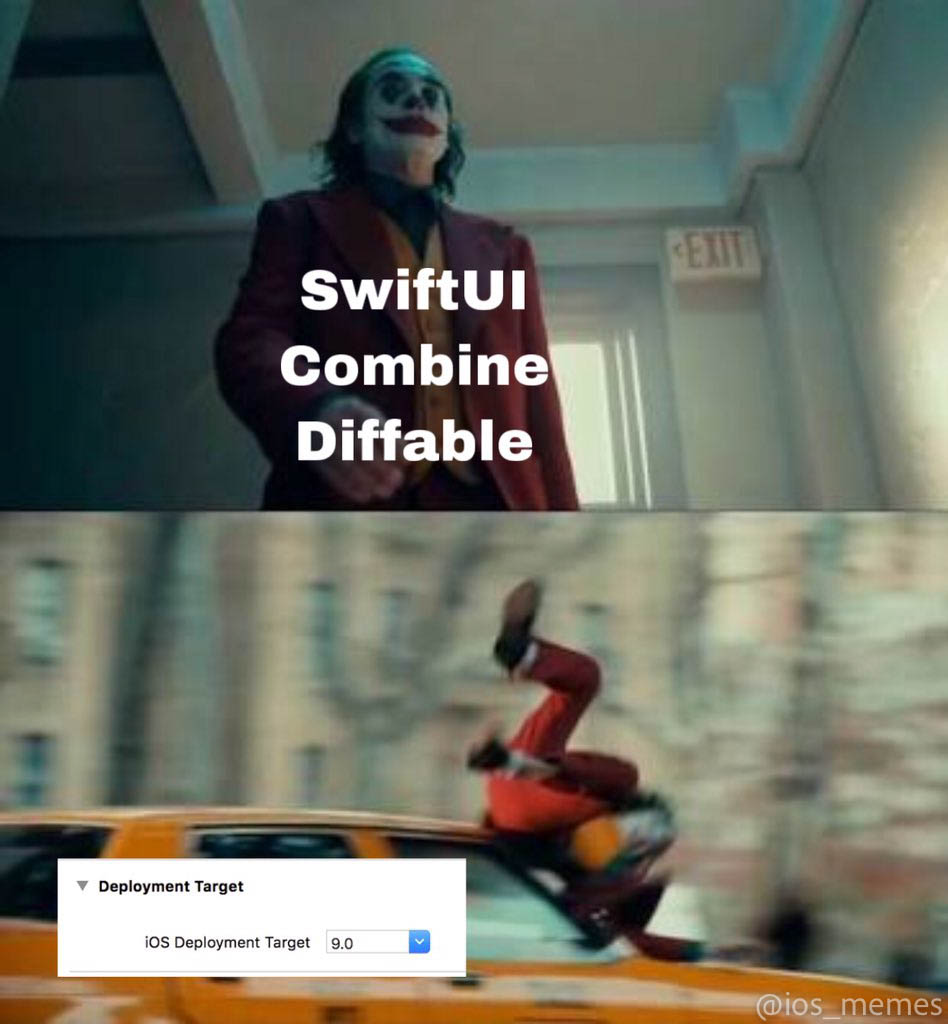 <EXIT
SwiftUI
Combine
Diffable
▼ Deployment Target
iOS Deployment Target 9.0
@ios_memes